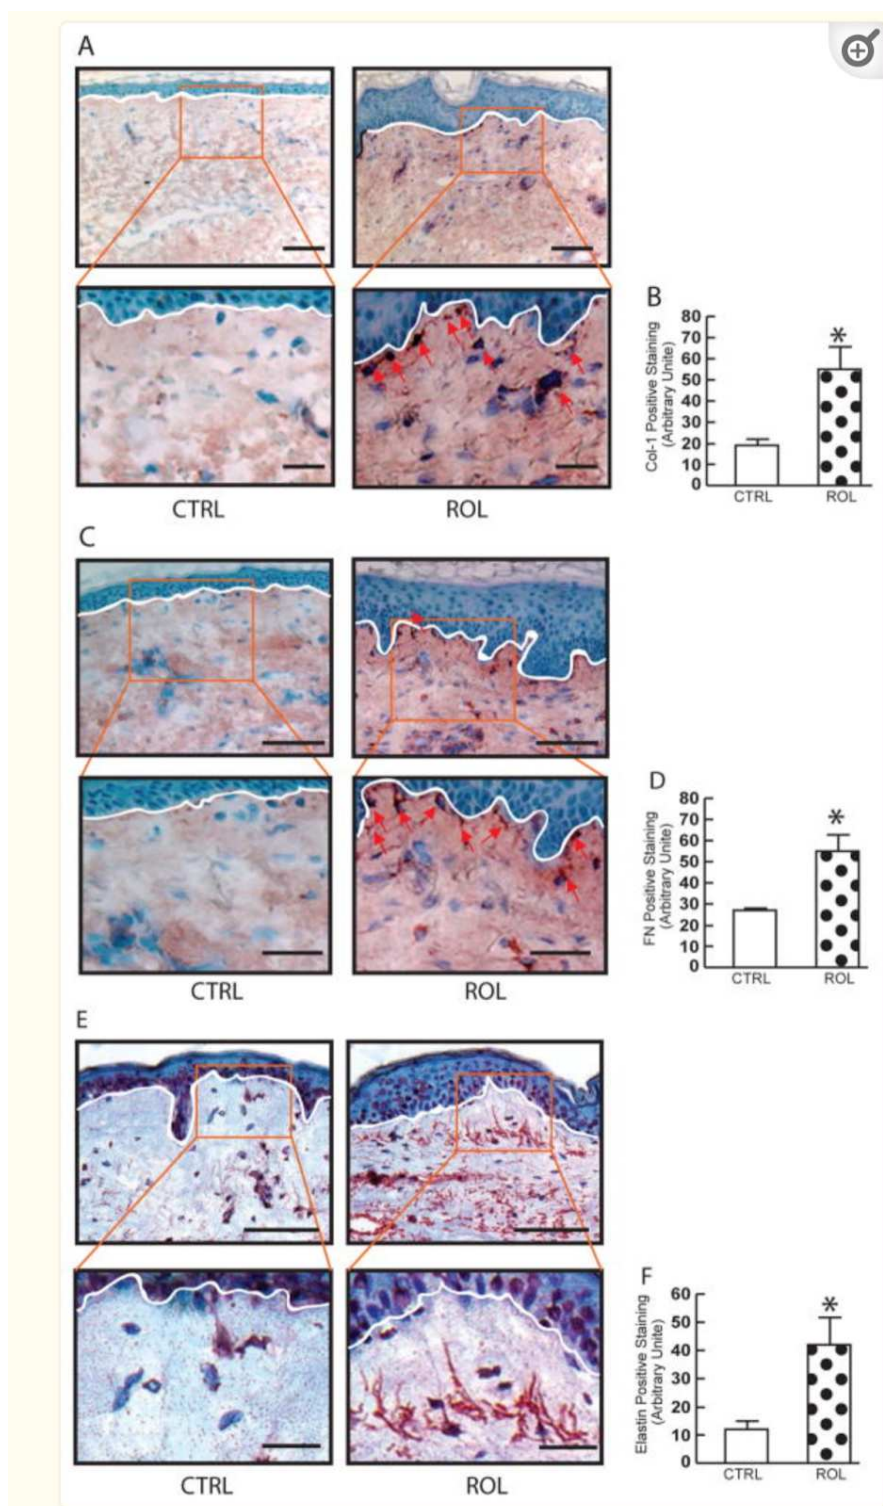 A
B
80
70
60
50
40
30
20
10
0
Col-1 Positive Staining
(Arbitrary Unite)
*
CTRL
ROL
CTRL
ROL
C
D
80
70
60
50
40
30
20
10
0
FN Positive Staining
(Arbitrary Unite)
*
CTRL
ROL
CTRL
ROL
E
F
60
50
40
30
20
10
0
Elastin Positive Staining
(Arbitrary Unite)
*
CTRL
ROL
CTRL
ROL